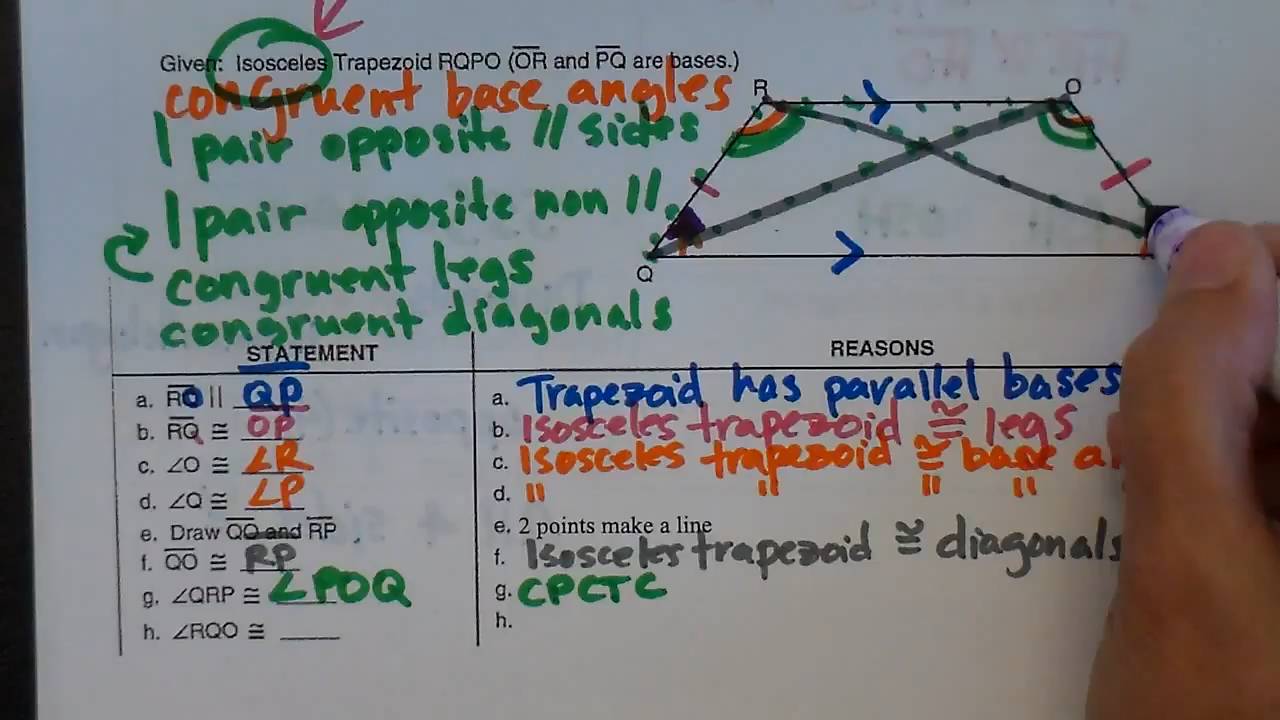 Given: Isosceles Trapezoid RQPO (OR and PQ are bases.)
congruent base angles
1 pair opposite // sides
1 pair opposite non //
congruent legs
congruent diagonals
R
O
Q
STATEMENT
REASONS
a. RO || QP
a. Trapezoid has parallel bases
b. RQ ≅ OP
b. Isosceles trapezoid ≅ legs
c. ∠O ≅ ∠R
c. Isosceles trapezoid ≅ base a
d. ∠Q ≅ ∠P
d. " " " "
e. Draw QO and RP
e. 2 points make a line
f. QO ≅ RP
f. Isosceles trapezoid ≅ diagonals
g. ∠QRP ≅ ∠POQ
g. CPCTC
h. ∠RQO ≅ ____
h.